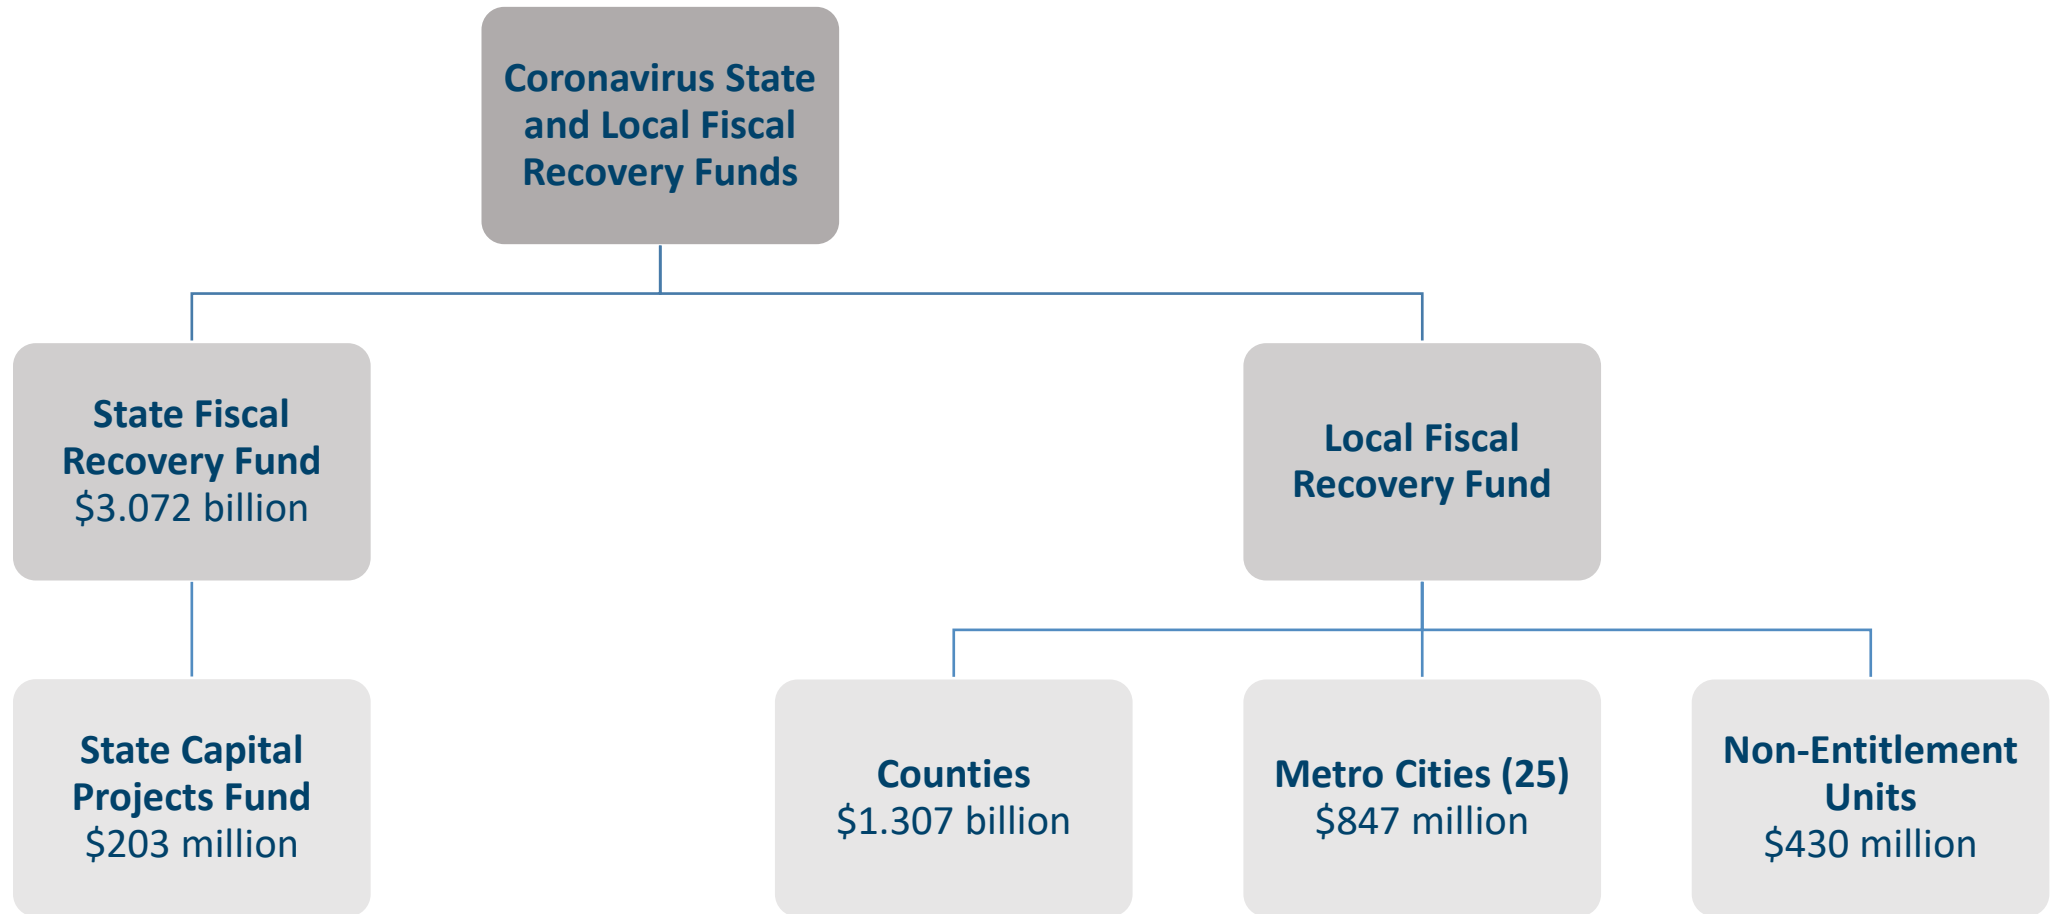 Coronavirus State
and Local Fiscal
Recovery Funds
State Fiscal
Recovery Fund
$3.072 billion
Local Fiscal
Recovery Fund
State Capital
Projects Fund
$203 million
Counties
$1.307 billion
Metro Cities (25)
$847 million
Non-Entitlement
Units
$430 million